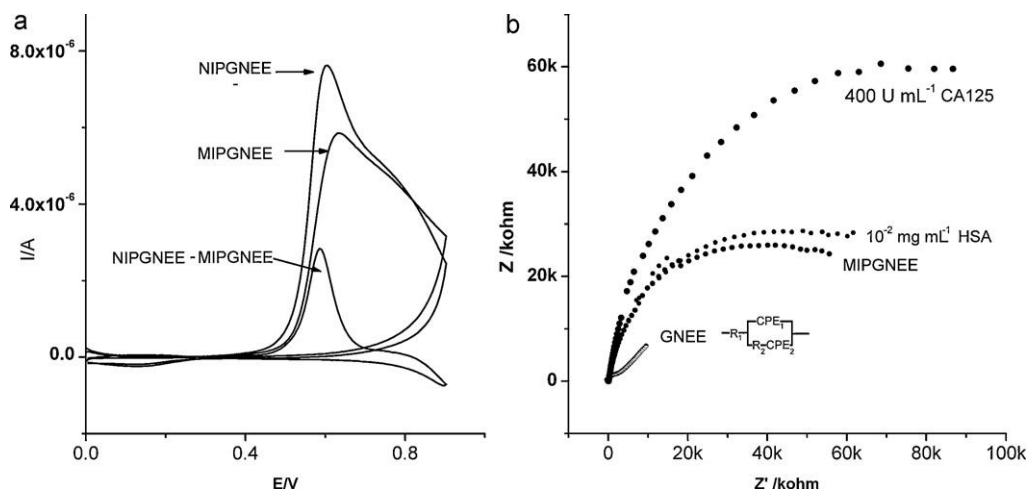 a
8.0x10⁻⁶
4.0x10⁻⁶
0.0
I/A
NIPGNEE
-
MIPGNEE
NIPGNEE - MIPGNEE
0.0
0.4
0.8
E/V
b
60k
40k
20k
0
Z /kohm
400 U mL⁻¹ CA125
10⁻² mg mL⁻¹ HSA
MIPGNEE
GNEE
R₁
CPE₁
R₂CPE₂
0
20k
40k
60k
80k
100k
Z' /kohm